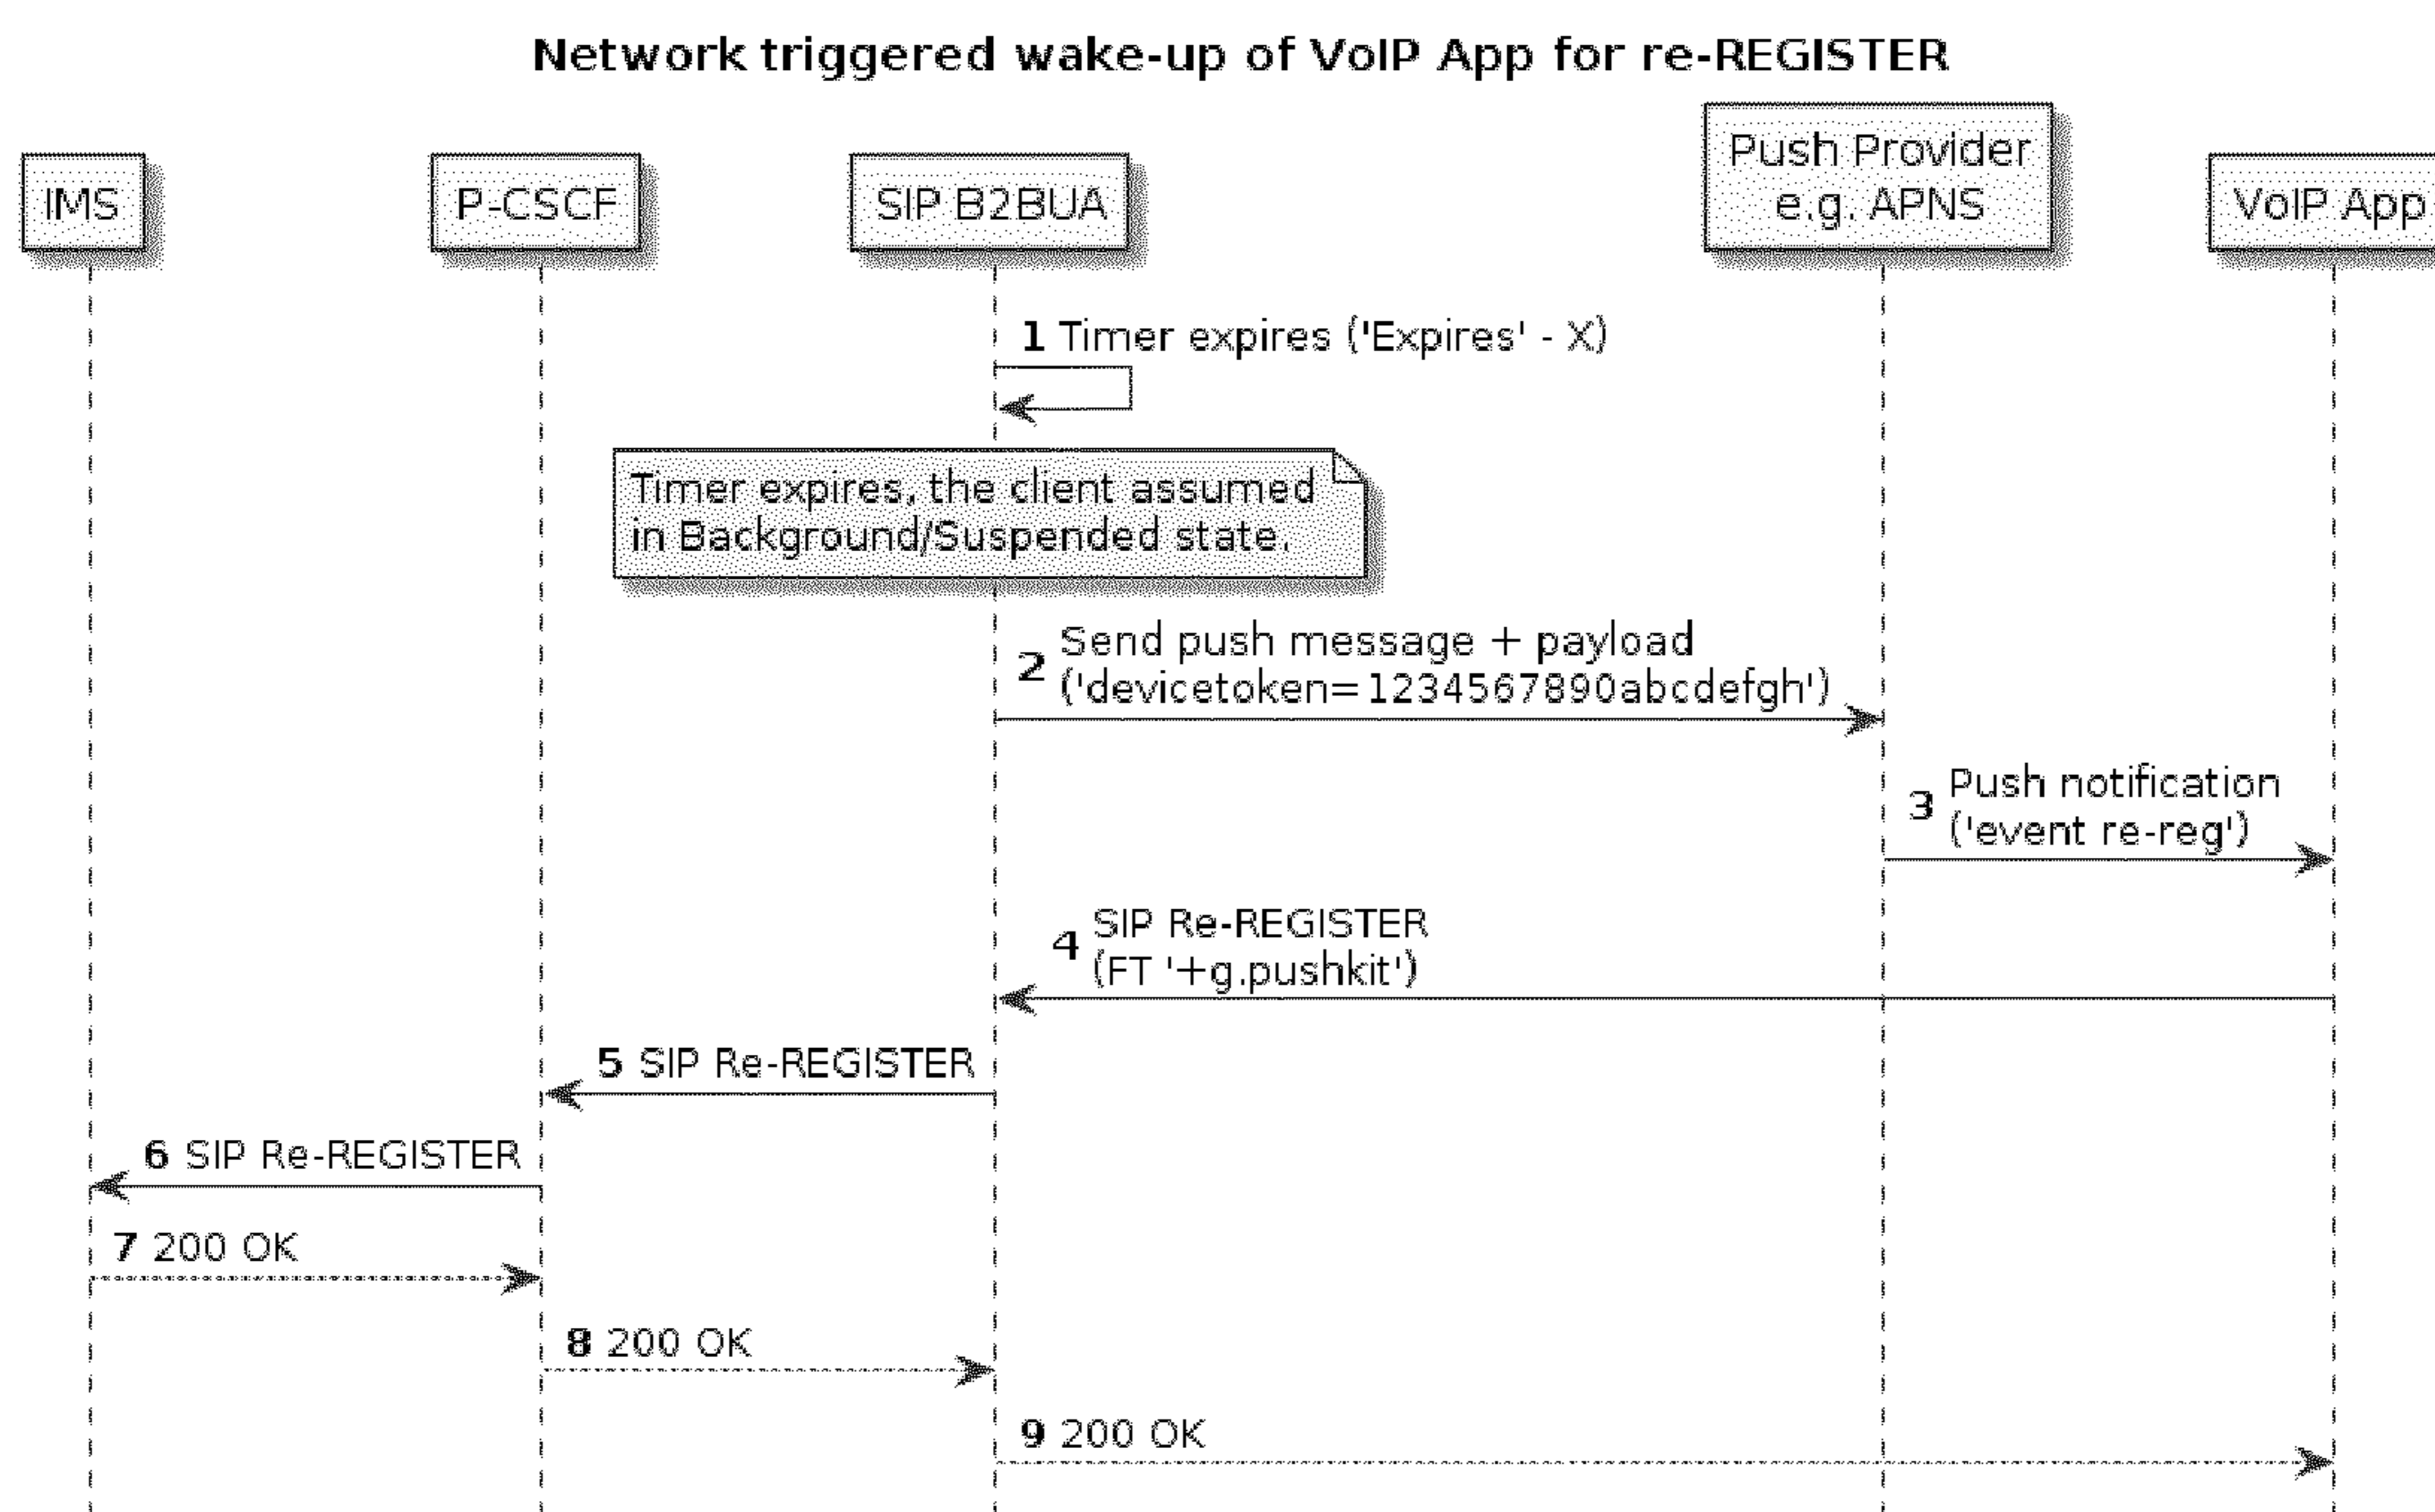 Network triggered wake-up of VoIP App for re-REGISTER
IMS
P-CSCF
SIP B2BUA
Push Provider
e.g. APNS
VoIP App
1 Timer expires ('Expires' - X)
Timer expires, the client assumed
in Background/Suspended state.
2 Send push message + payload
('devicetoken=1234567890abcdefgh')
3 Push notification
('event re-reg')
4 SIP Re-REGISTER
(FT '+g.pushkit')
5 SIP Re-REGISTER
6 SIP Re-REGISTER
7 200 OK
8 200 OK
9 200 OK